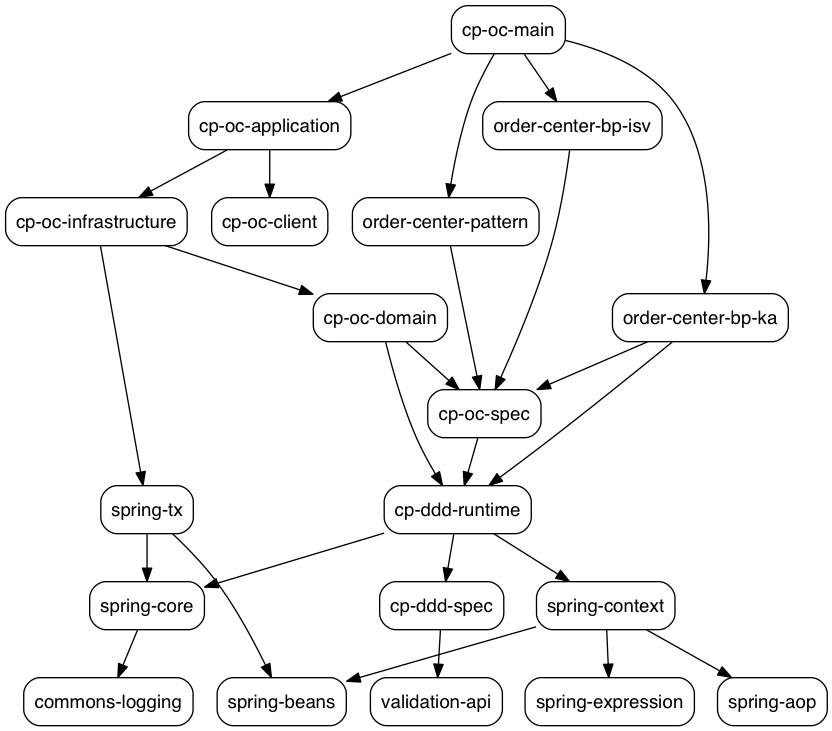 cp-oc-main
cp-oc-application
order-center-bp-isv
cp-oc-infrastructure
cp-oc-client
order-center-pattern
cp-oc-domain
order-center-bp-ka
cp-oc-spec
spring-tx
cp-ddd-runtime
spring-core
cp-ddd-spec
spring-context
commons-logging
spring-beans
validation-api
spring-expression
spring-aop